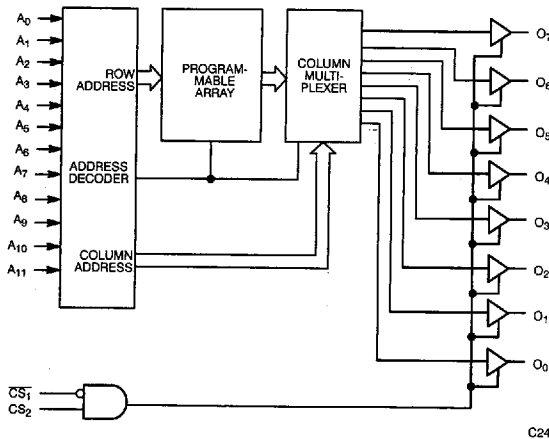 A0
A1
A2
A3
A4
A5
A6
A7
A8
A9
A10
A11
ROW
ADDRESS
ADDRESS
DECODER
COLUMN
ADDRESS
PROGRAM-
MABLE
ARRAY
COLUMN
MULTI-
PLEXER
O7
O6
O5
O4
O3
O2
O1
O0
C̅S̅1̅
CS2
C24